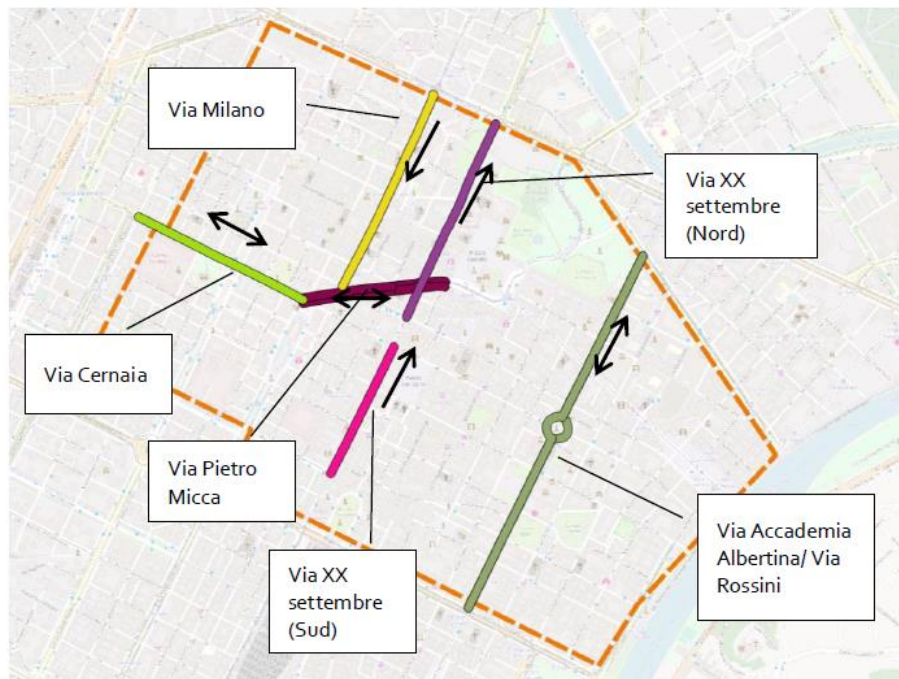 Via Milano
Via XX
settembre
(Nord)
Via Cernaia
Via Pietro
Micca
Via XX
settembre
(Sud)
Via Accademia
Albertina/ Via
Rossini